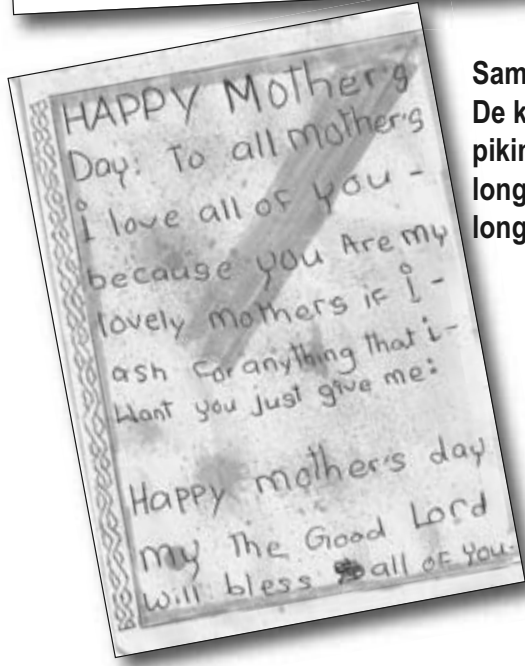 HAPPY Mother's
Day: To all mother's
i love all of you -
because you Are my
lovely mothers if i -
ash for anything that i -
Want you just give me:
Happy mother's day
my The Good Lord
will bless all of you.
Sam
De k
pikin
long
long